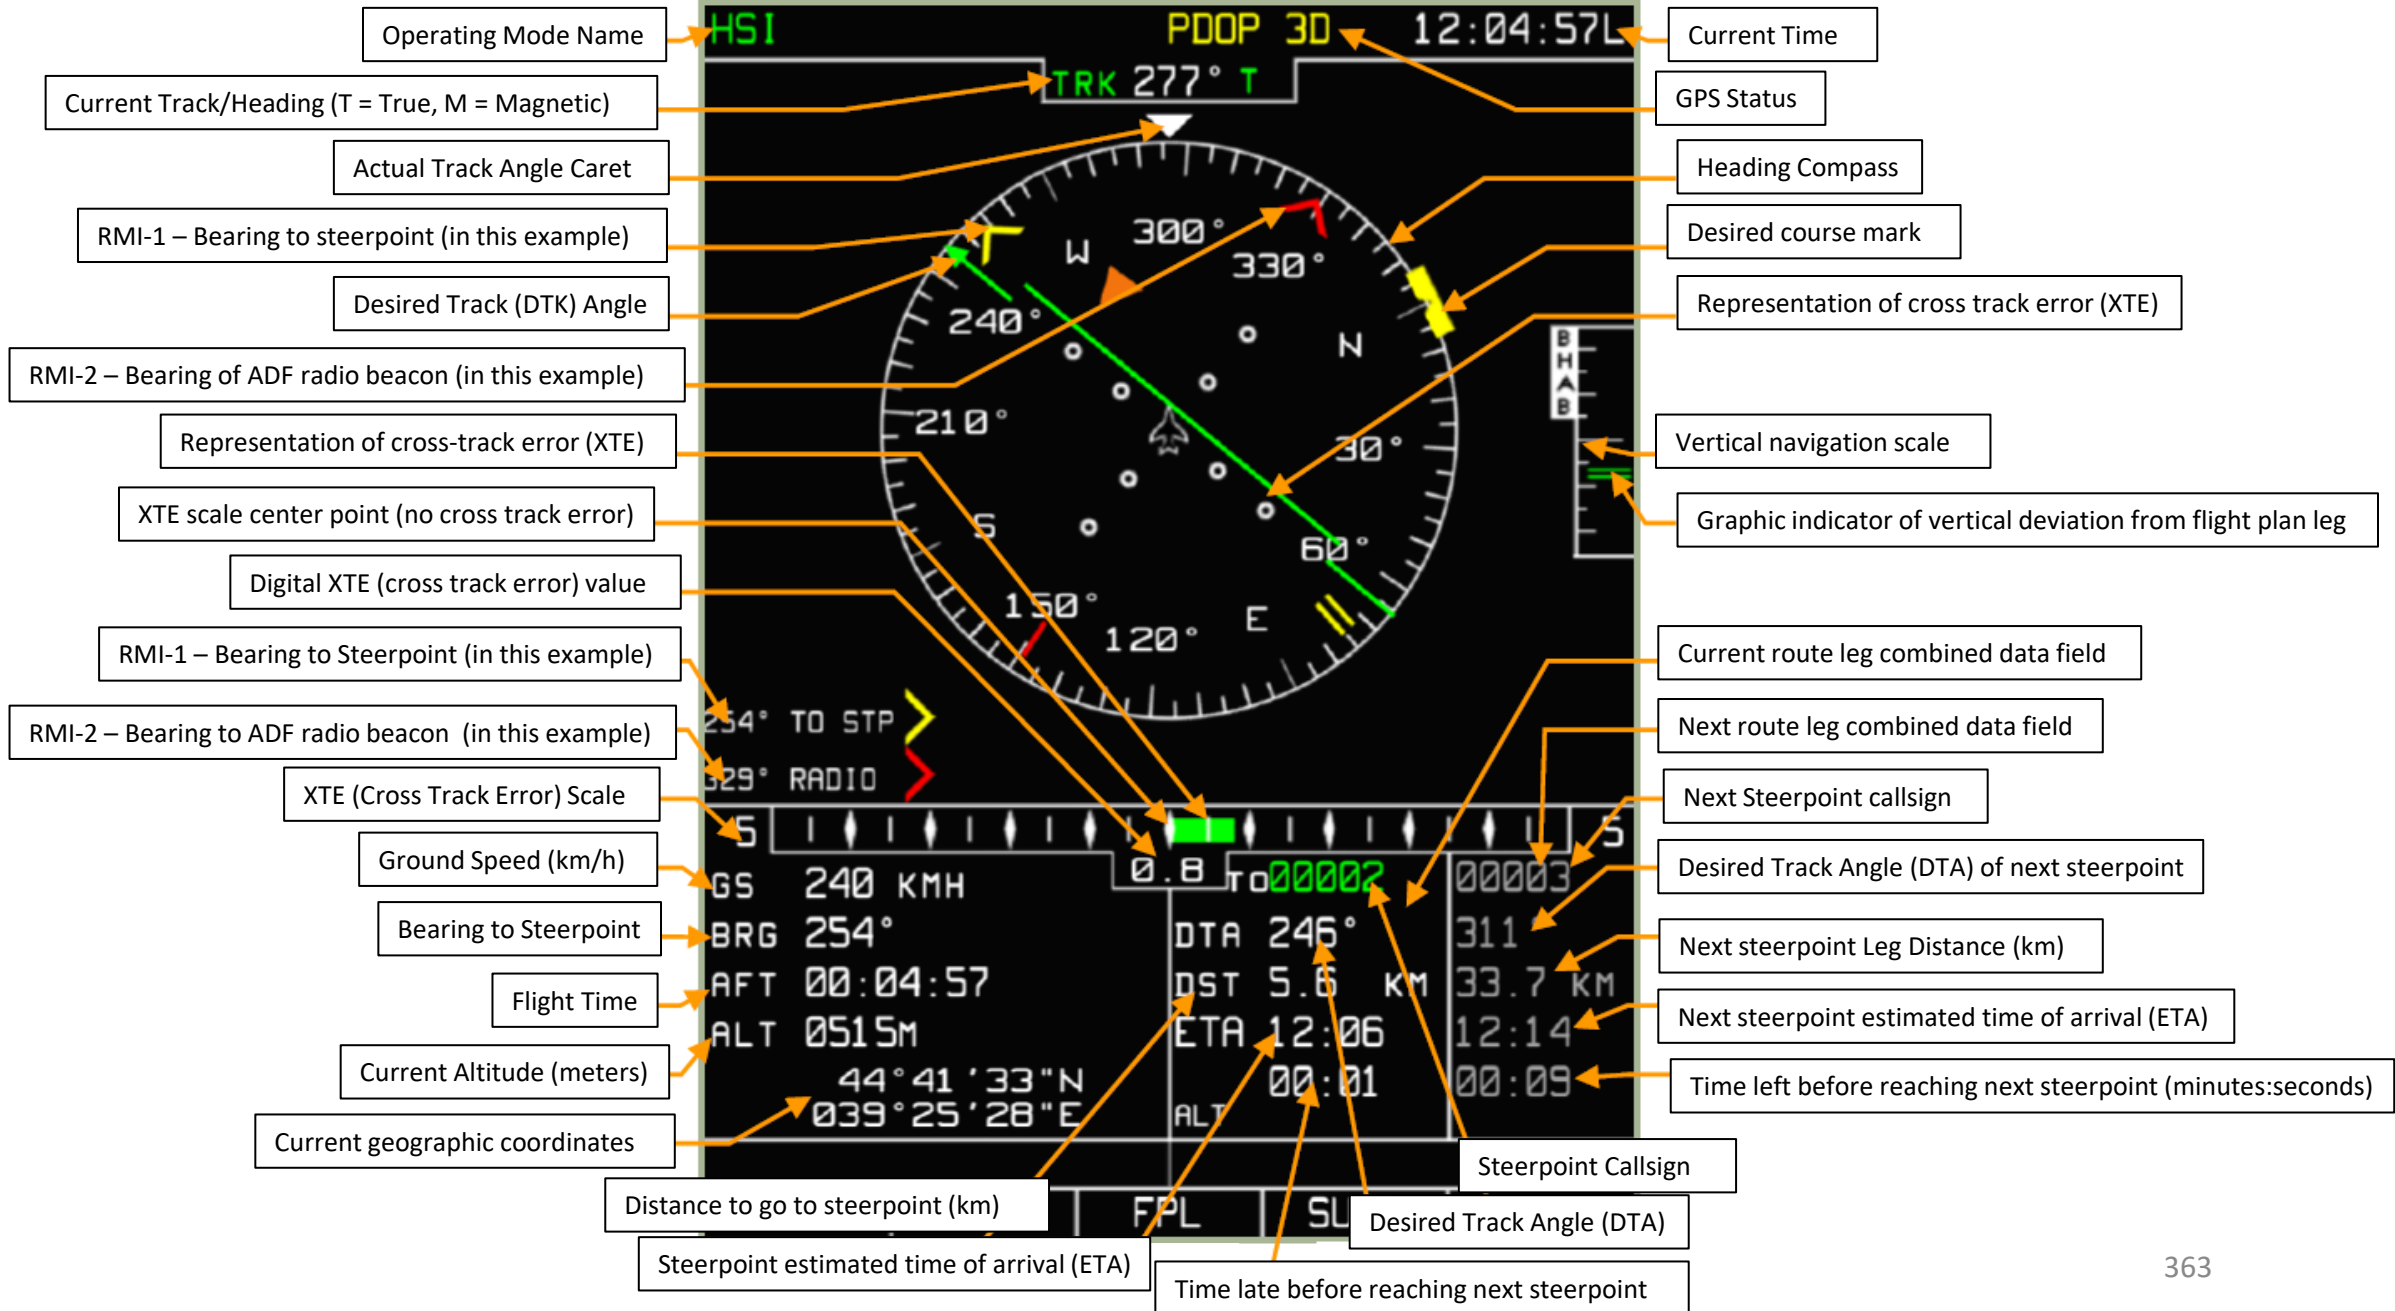 Operating Mode Name
Current Track/Heading (T = True, M = Magnetic)
Actual Track Angle Caret
RMI-1 – Bearing to steerpoint (in this example)
Desired Track (DTK) Angle
RMI-2 – Bearing of ADF radio beacon (in this example)
Representation of cross-track error (XTE)
XTE scale center point (no cross track error)
Digital XTE (cross track error) value
RMI-1 – Bearing to Steerpoint (in this example)
RMI-2 – Bearing to ADF radio beacon (in this example)
XTE (Cross Track Error) Scale
Ground Speed (km/h)
Bearing to Steerpoint
Flight Time
Current Altitude (meters)
Current geographic coordinates
Distance to go to steerpoint (km)
Steerpoint estimated time of arrival (ETA)
HSI
PDOP 3D
12:04:57L
TRK 277° T
W
300°
330°
240°
N
210°
30°
S
60°
150°
120°
E
B
H
A
B
254° TO STP
329° RADIO
5
5
0.8
GS 240 KMH
BRG 254°
AFT 00:04:57
ALT 0515M
44°41'33"N
039°25'28"E
TO 00002
DTA 246°
DST 5.6 KM
ETA 12:06
00:01
ALT
00003
311
33.7 KM
12:14
00:09
FPL
Current Time
GPS Status
Heading Compass
Desired course mark
Representation of cross track error (XTE)
Vertical navigation scale
Graphic indicator of vertical deviation from flight plan leg
Current route leg combined data field
Next route leg combined data field
Next Steerpoint callsign
Desired Track Angle (DTA) of next steerpoint
Next steerpoint Leg Distance (km)
Next steerpoint estimated time of arrival (ETA)
Time left before reaching next steerpoint (minutes:seconds)
Steerpoint Callsign
Desired Track Angle (DTA)
Time late before reaching next steerpoint
363